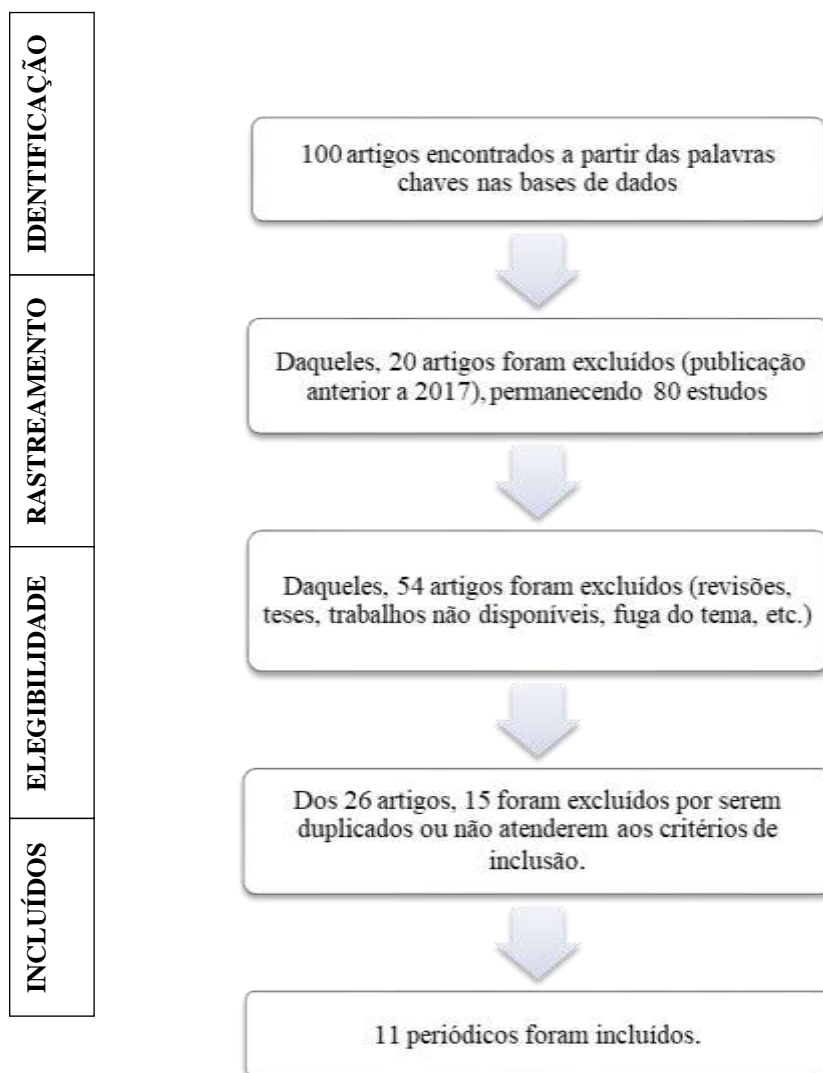 IDENTIFICAÇÃO
100 artigos encontrados a partir das palavras
chaves nas bases de dados
RASTREAMENTO
Daqueles, 20 artigos foram excluídos (publicação
anterior a 2017), permanecendo 80 estudos
ELEGIBILIDADE
Daqueles, 54 artigos foram excluídos (revisões,
teses, trabalhos não disponíveis, fuga do tema, etc.)
Dos 26 artigos, 15 foram excluídos por serem
duplicados ou não atenderem aos critérios de
inclusão.
INCLUÍDOS
11 periódicos foram incluídos.